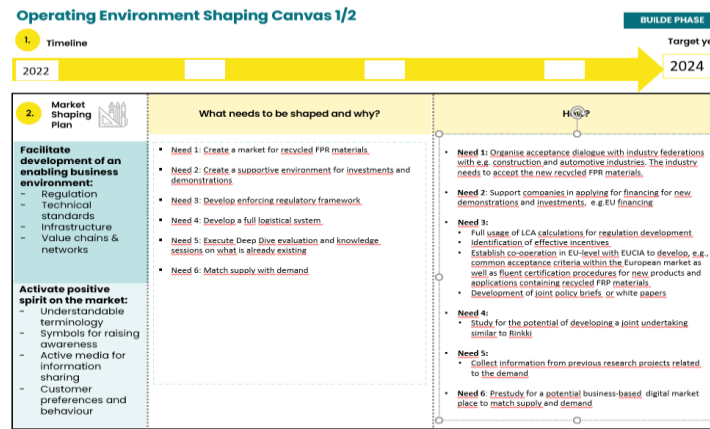 Operating Environment Shaping Canvas 1/2
BUILDE PHASE
1.
Timeline
Target ye
2022
2024
2.
Market
Shaping
Plan
What needs to be shaped and why?
Facilitate
development of an
enabling business
environment:
- Regulation
- Technical
standards
- Infrastructure
- Value chains &
networks
Activate positive
spirit on the market:
- Understandable
terminology
- Symbols for raising
awareness
- Active media for
information
sharing
- Customer
preferences and
behaviour
▪ Need 1: Create a market for recycled FPR materials
▪ Need 2: Create a supportive environment for investments and
demonstrations
▪ Need 3: Develop enforcing regulatory framework
▪ Need 4: Develop a full logistical system
▪ Need 5: Execute Deep Dive evaluation and knowledge
sessions on what is already existing
▪ Need 6: Match supply with demand
• Need 1: Organise acceptance dialogue with industry federations
with e.g. construction and automotive industries. The industry
needs to accept the new recycled FPR materials.
• Need 2: Support companies in applying for financing for new
demonstrations and investments, e.g.EU financing
• Need 3:
• Full usage of LCA calculations for regulation development
• Identification of effective incentives
• Establish co-operation in EU-level with EUCIA to develop, e.g.,
common acceptance criteria within the European market as
well as fluent certification procedures for new products and
applications containing recycled FRP materials
• Development of joint policy briefs or white papers
• Need 4:
• Study for the potential of developing a joint undertaking
similar to Rinkki
• Need 5:
• Collect information from previous research projects related
to the demand
• Need 6: Prestudy for a potential business-based digital market
place to match supply and demand